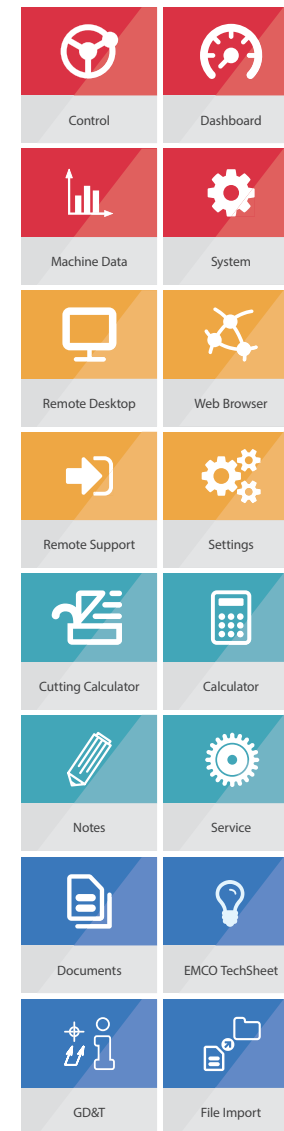 Control
Dashboard
Machine Data
System
Remote Desktop
Web Browser
Remote Support
Settings
Cutting Calculator
Calculator
Notes
Service
Documents
EMCO TechSheet
GD&T
File Import